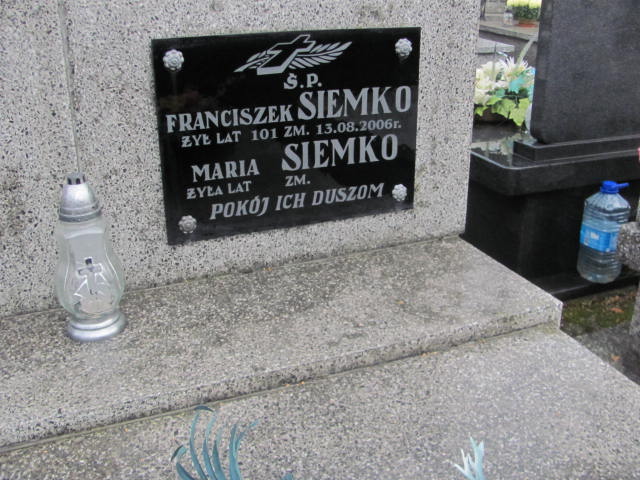 Ś.P.
FRANCISZEK SIEMKO
ŻYŁ LAT 101 ZM. 13.08.2006r.
MARIA SIEMKO
ŻYŁA LAT ZM.
POKÓJ ICH DUSZOM